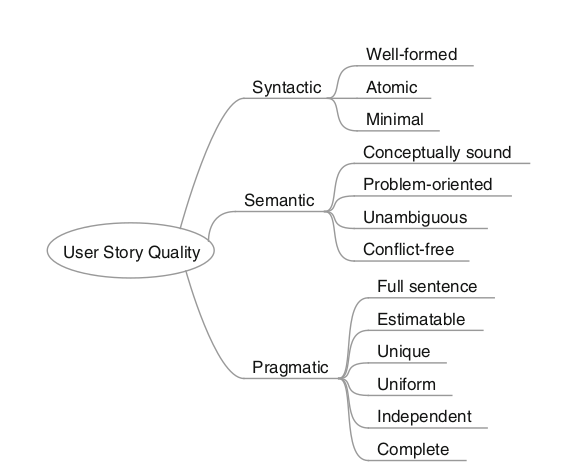 User Story Quality
Syntactic
Well-formed
Atomic
Minimal
Semantic
Conceptually sound
Problem-oriented
Unambiguous
Conflict-free
Pragmatic
Full sentence
Estimatable
Unique
Uniform
Independent
Complete